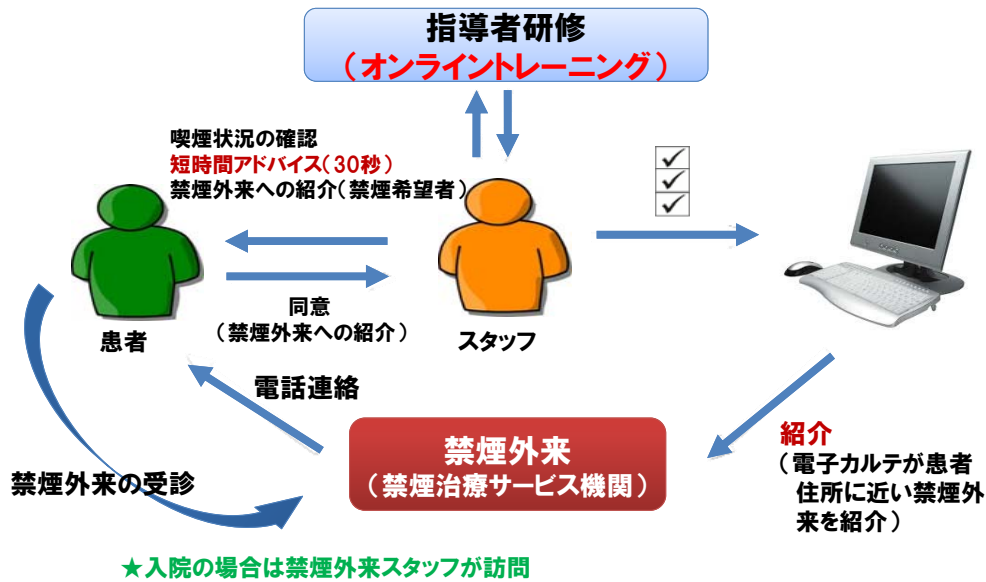 指導者研修
（オンライントレーニング）
喫煙状況の確認
短時間アドバイス（30秒）
禁煙外来への紹介（禁煙希望者）
同意
（禁煙外来への紹介）
患者
スタッフ
電話連絡
禁煙外来
（禁煙治療サービス機関）
紹介
（電子カルテが患者
住所に近い禁煙外
来を紹介）
禁煙外来の受診
★入院の場合は禁煙外来スタッフが訪問